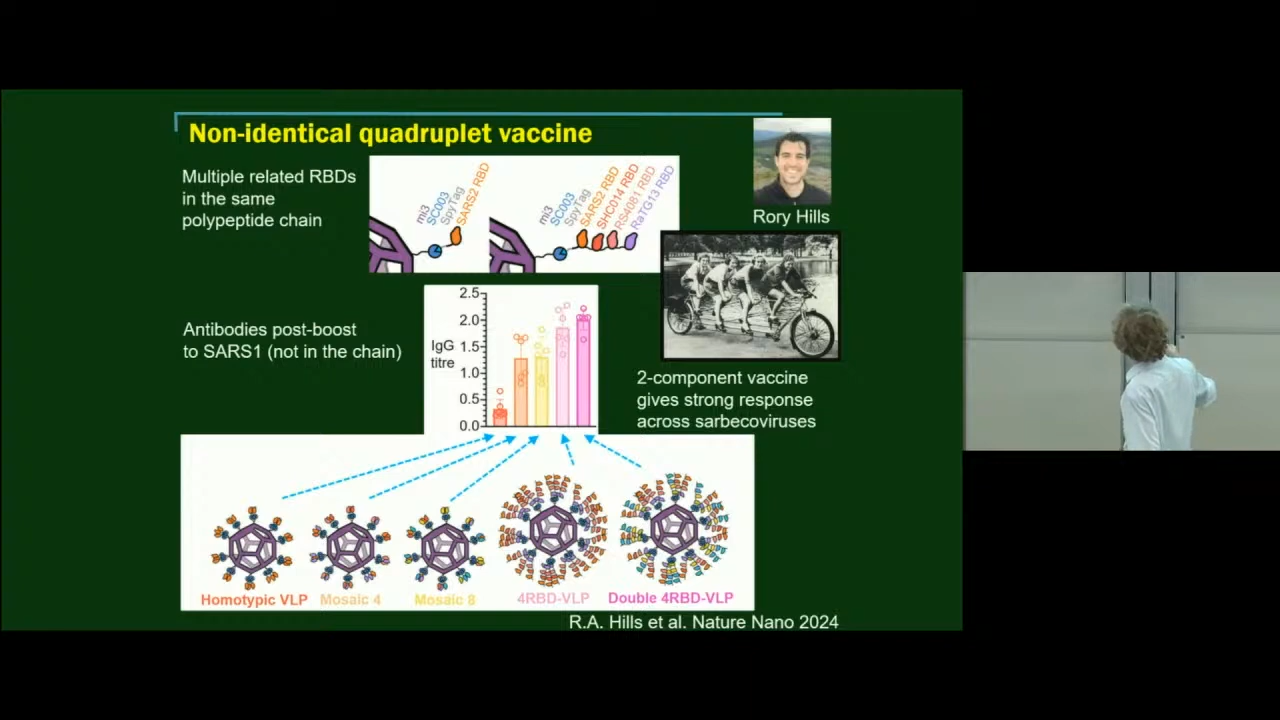 Non-identical quadruplet vaccine
Multiple related RBDs
in the same
polypeptide chain
mi3
SC003
SpyTag
SARS2 RBD
mi3
SC003
SpyTag
SARS2 RBD
SHC014 RBD
RS4081 RBD
RaTG13 RBD
Rory Hills
Antibodies post-boost
to SARS1 (not in the chain)
IgG
titre
2.5
2.0
1.5
1.0
0.5
0.0
2-component vaccine
gives strong response
across sarbecoviruses
Homotypic VLP
Mosaic 4
Mosaic 8
4RBD-VLP
Double 4RBD-VLP
R.A. Hills et al. Nature Nano 2024